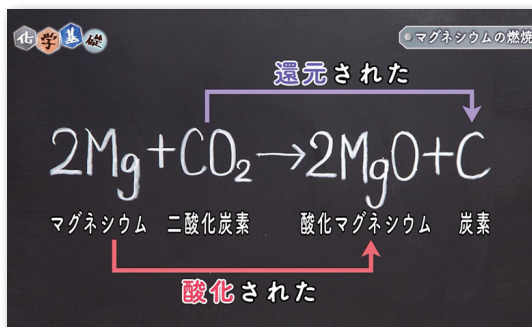 化学基礎
マグネシウムの燃焼
還元された
2Mg+CO₂→2MgO+C
マグネシウム 二酸化炭素 酸化マグネシウム 炭素
酸化された